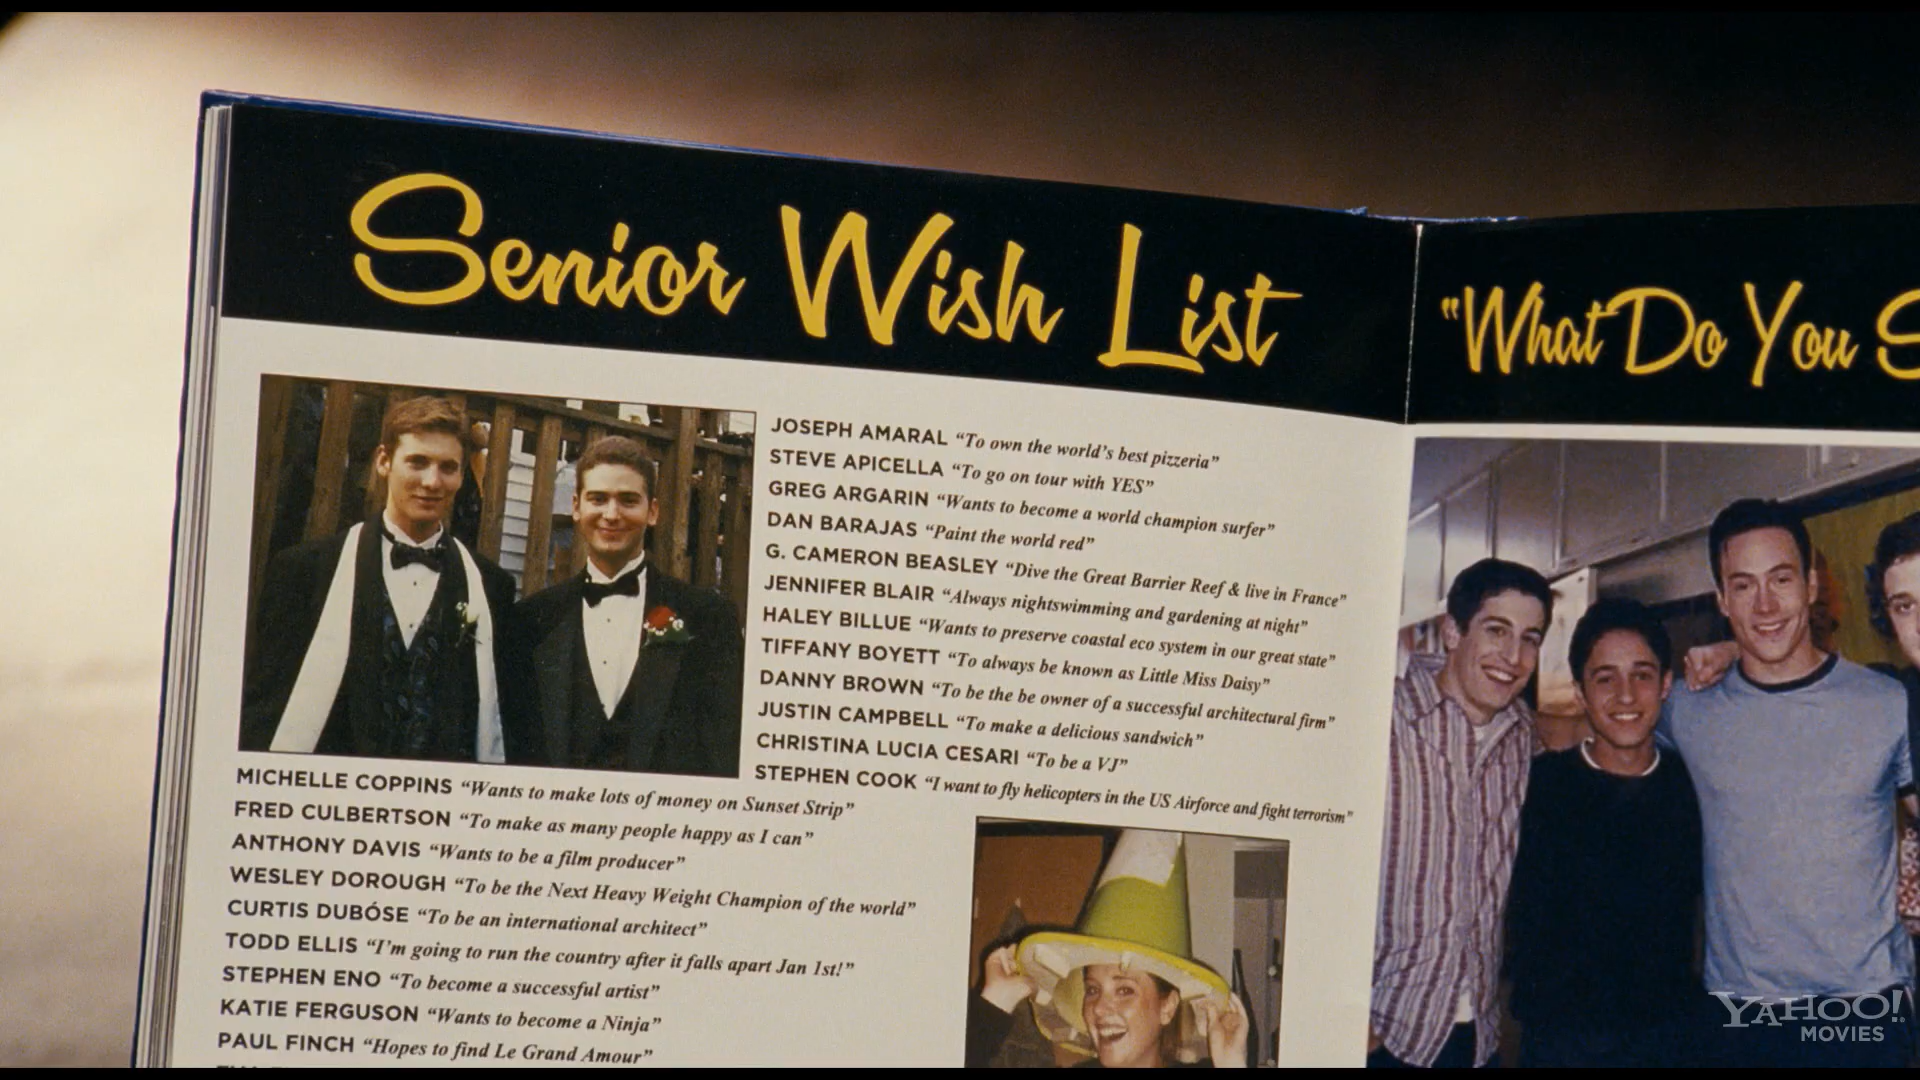 Senior Wish List
"What Do You S
JOSEPH AMARAL "To own the world's best pizzeria"
STEVE APICELLA "To go on tour with YES"
GREG ARGARIN "Wants to become a world champion surfer"
DAN BARAJAS "Paint the world red"
G. CAMERON BEASLEY "Dive the Great Barrier Reef & live in France"
JENNIFER BLAIR "Always nightswimming and gardening at night"
HALEY BILLUE "Wants to preserve coastal eco system in our great state"
TIFFANY BOYETT "To always be known as Little Miss Daisy"
DANNY BROWN "To be the be owner of a successful architectural firm"
JUSTIN CAMPBELL "To make a delicious sandwich"
CHRISTINA LUCIA CESARI "To be a VJ"
STEPHEN COOK "I want to fly helicopters in the US Airforce and fight terrorism"
MICHELLE COPPINS "Wants to make lots of money on Sunset Strip"
FRED CULBERTSON "To make as many people happy as I can"
ANTHONY DAVIS "Wants to be a film producer"
WESLEY DOROUGH "To be the Next Heavy Weight Champion of the world"
CURTIS DUBÓSE "To be an international architect"
TODD ELLIS "I'm going to run the country after it falls apart Jan 1st!"
STEPHEN ENO "To become a successful artist"
KATIE FERGUSON "Wants to become a Ninja"
PAUL FINCH "Hopes to find Le Grand Amour"
YAHOO!
MOVIES